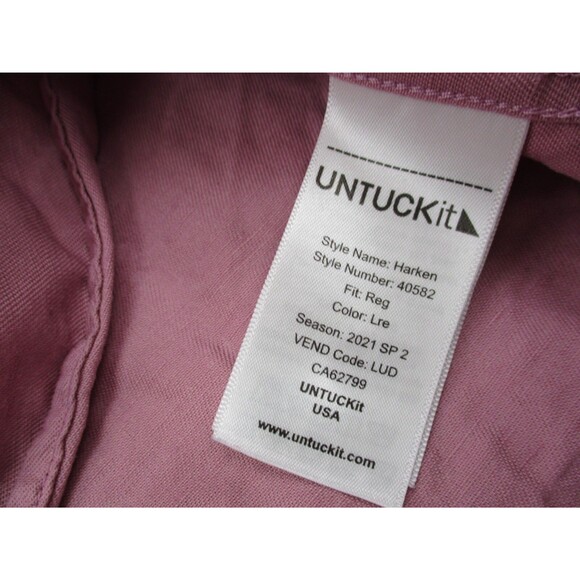 UNTUCKit
Style Name: Harken
Style Number: 40582
Fit: Reg
Color: Lre
Season: 2021 SP 2
VEND Code: LUD
CA62799
UNTUCKit
USA
www.untuckit.com